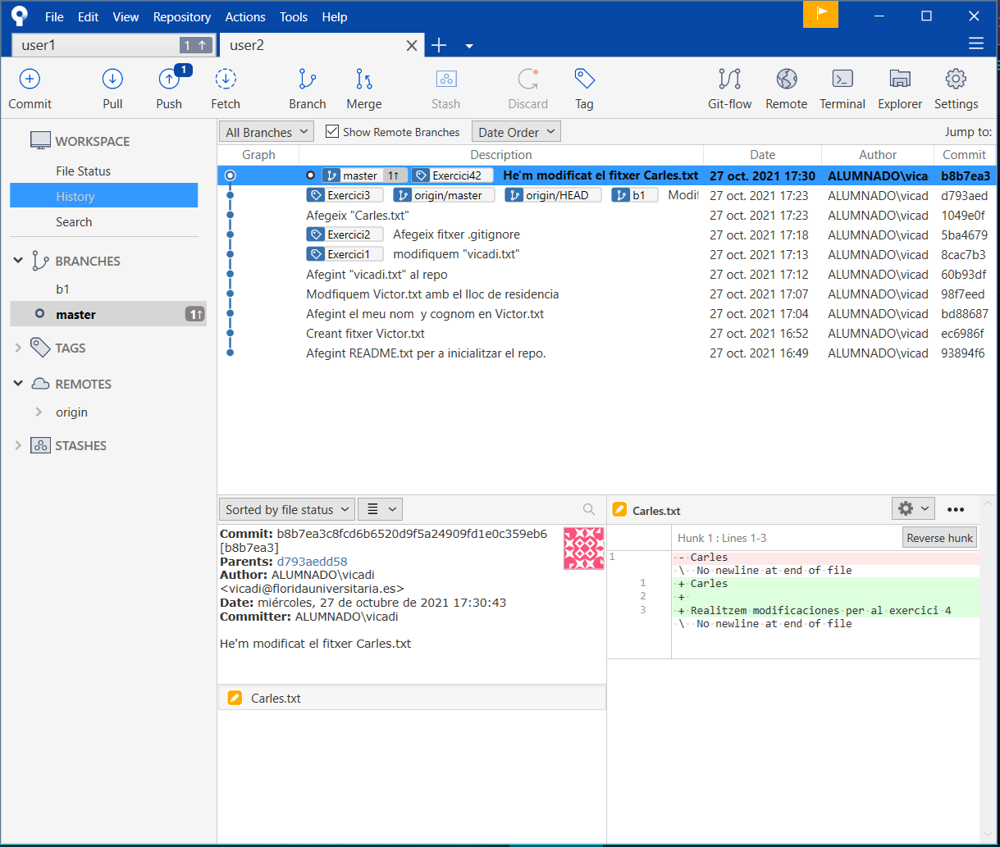 File Edit View Repository Actions Tools Help
user1 1 ↑ user2
1
Commit Pull Push Fetch Branch Merge Stash Discard Tag Git-flow Remote Terminal Explorer Settings
WORKSPACE
File Status
History
Search
BRANCHES
b1
master 1↑
TAGS
REMOTES
origin
STASHES
All Branches Show Remote Branches Date Order Jump to:
Graph Description Date Author Commit
master 1↑ Exercici42 He'm modificat el fitxer Carles.txt 27 oct. 2021 17:30 ALUMNADO\vica b8b7ea3
Exercici3 origin/master origin/HEAD b1 Modif 27 oct. 2021 17:23 ALUMNADO\vicad d793aed
Afegeix "Carles.txt" 27 oct. 2021 17:23 ALUMNADO\vicad 1049e0f
Exercici2 Afegeix fitxer .gitignore 27 oct. 2021 17:18 ALUMNADO\vicad 5ba4679
Exercici1 modifiquem "vicadi.txt" 27 oct. 2021 17:13 ALUMNADO\vicad 8cac7b3
Afegint "vicadi.txt" al repo 27 oct. 2021 17:12 ALUMNADO\vicad 60b93df
Modfiquem Victor.txt amb el lloc de residencia 27 oct. 2021 17:07 ALUMNADO\vicad 98f7eed
Afegint el meu nom y cognom en Victor.txt 27 oct. 2021 17:04 ALUMNADO\vicad bd88687
Creant fitxer Victor.txt 27 oct. 2021 16:52 ALUMNADO\vicad ec6986f
Afegint README.txt per a inicialitzar el repo. 27 oct. 2021 16:49 ALUMNADO\vicad 93894f6
Sorted by file status
Commit: b8b7ea3c8fcd6b6520d9f5a24909fd1e0c359eb6
[b8b7ea3]
Parents: d793aedd58
Author: ALUMNADO\vicadi
<vicadi@floridauniversitaria.es>
Date: miércoles, 27 de octubre de 2021 17:30:43
Committer: ALUMNADO\vicadi
He'm modificat el fitxer Carles.txt
Carles.txt
Carles.txt
Hunk 1 : Lines 1-3 Reverse hunk
1 - Carles
\ No newline at end of file
1 + Carles
2 +
3 + Realitzem modificaciones per al exercici 4
\ No newline at end of file